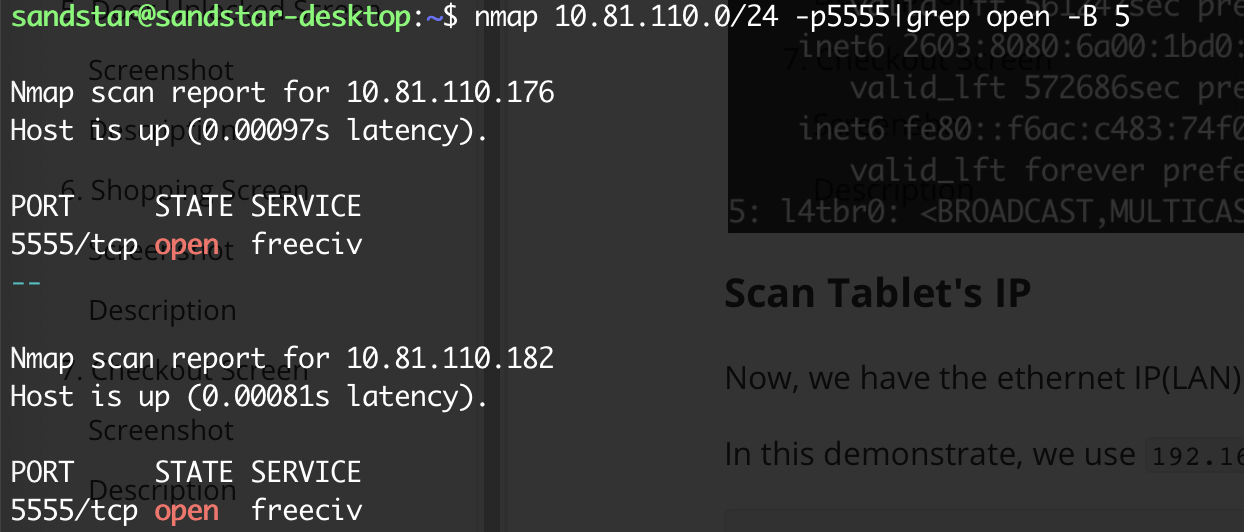 sandstar@sandstar-desktop:~$ nmap 10.81.110.0/24 -p5555|grep open -B 5
Nmap scan report for 10.81.110.176
Host is up (0.00097s latency).
PORT     STATE SERVICE
5555/tcp open  freeciv
--
Nmap scan report for 10.81.110.182
Host is up (0.00081s latency).
PORT     STATE SERVICE
5555/tcp open  freeciv
Screenshot
Description
6. Shopping Screen
Screenshot
Description
7. Checkout Screen
Screenshot
Description
inet6 2603:8080:6a00:1bd0:
valid_lft 572686sec pre
inet6 fe80::f6ac:c483:74f0
valid_lft forever prefe
5: l4tbr0: <BROADCAST,MULTICAS
7. Checkout Screen
Description
Scan Tablet's IP
Now, we have the ethernet IP(LAN)
In this demonstrate, we use 192.16